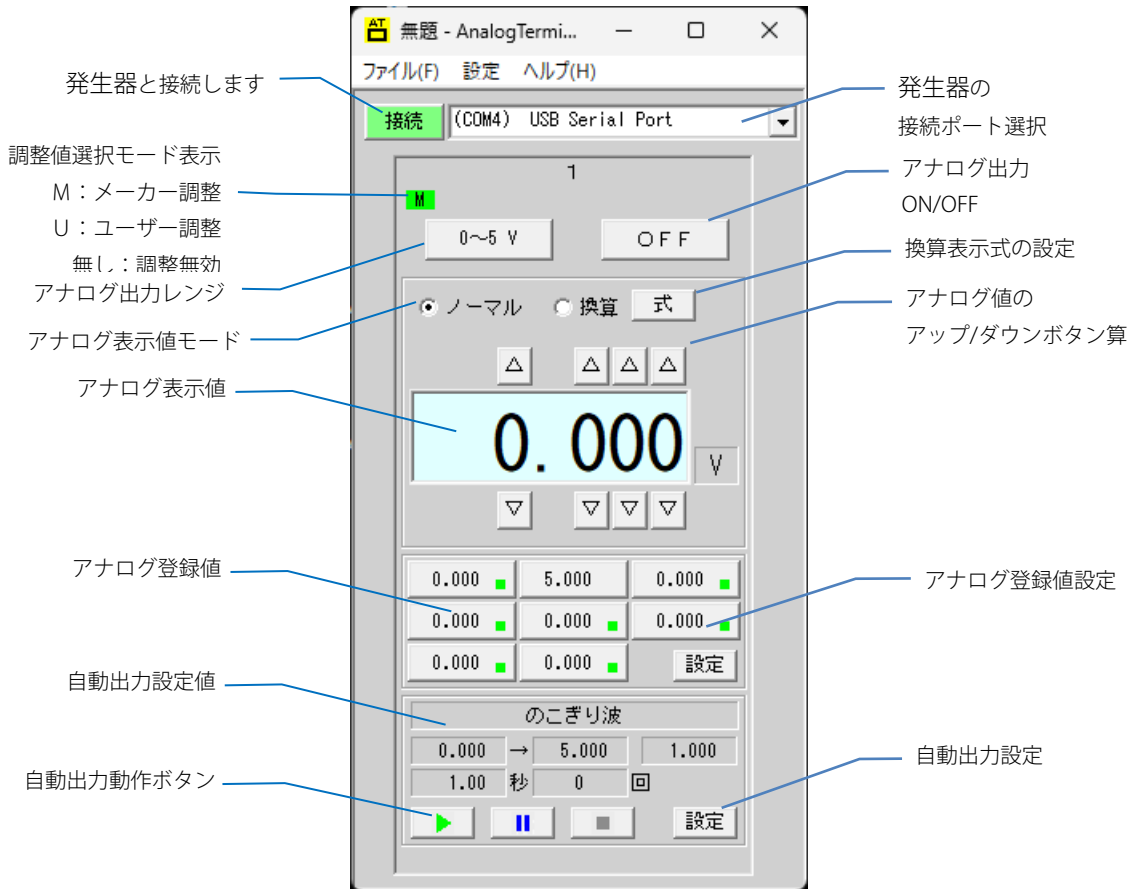 AT
無題 - AnalogTermi...
ファイル(F) 設定 ヘルプ(H)
発生器と接続します
接続 (COM4) USB Serial Port
発生器の
接続ポート選択
調整値選択モード表示
M：メーカー調整
U：ユーザー調整
無し：調整無効
1
M
アナログ出力
ON/OFF
0～5 V
OFF
換算表示式の設定
アナログ出力レンジ
ノーマル 換算 式
アナログ値の
アップ/ダウンボタン算
アナログ表示値モード
△ △ △ △
アナログ表示値
0.000 V
▽ ▽ ▽ ▽
アナログ登録値
0.000 5.000 0.000
0.000 0.000 0.000
0.000 0.000 設定
アナログ登録値設定
自動出力設定値
のこぎり波
0.000 → 5.000 1.000
1.00 秒 0 回
自動出力設定
自動出力動作ボタン
設定